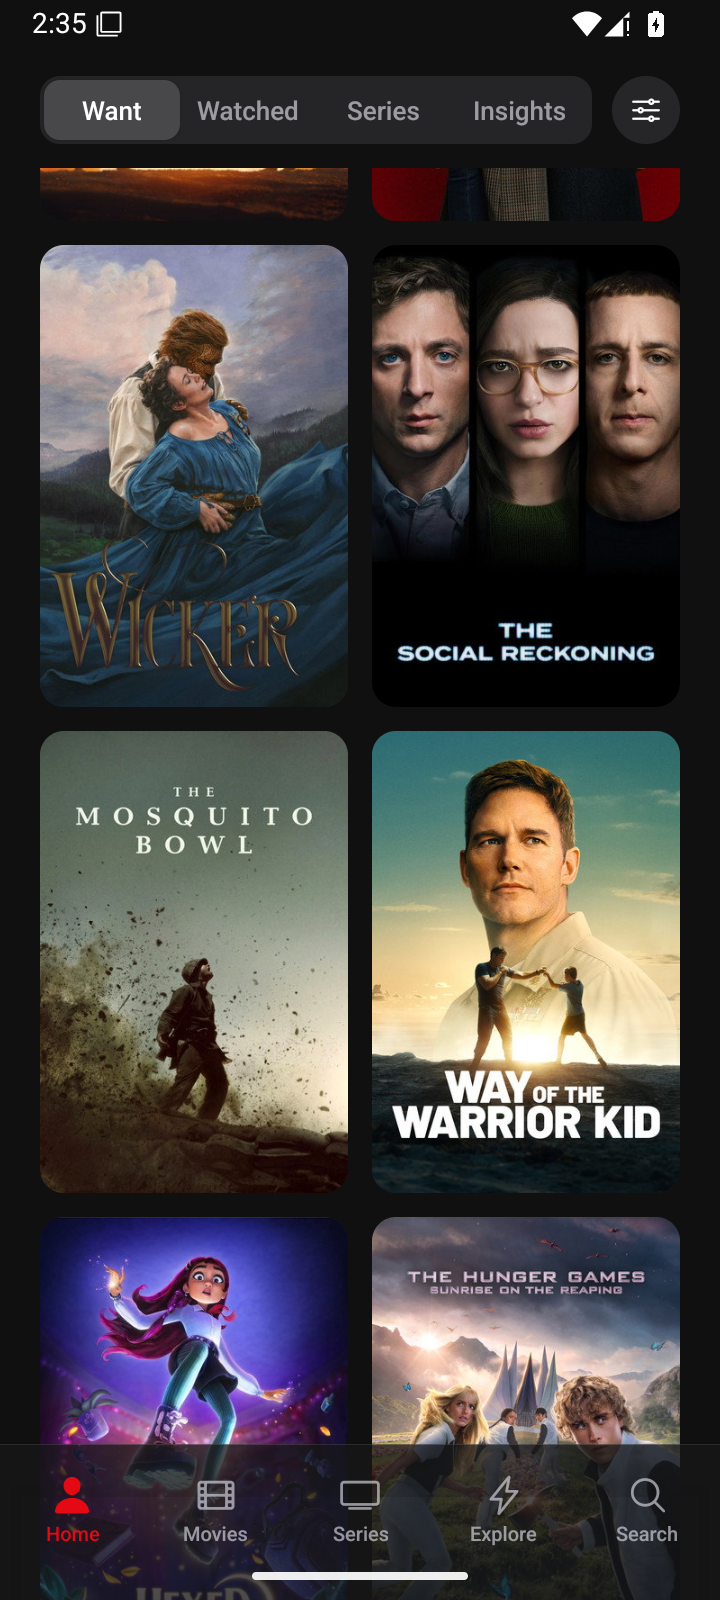 2:35
Want
Watched
Series
Insights
WICKER
THE
SOCIAL RECKONING
THE
MOSQUITO
BOWL
WAY OF THE
WARRIOR KID
THE HUNGER GAMES
SUNRISE ON THE REAPING
HEXED
Home
Movies
Series
Explore
Search